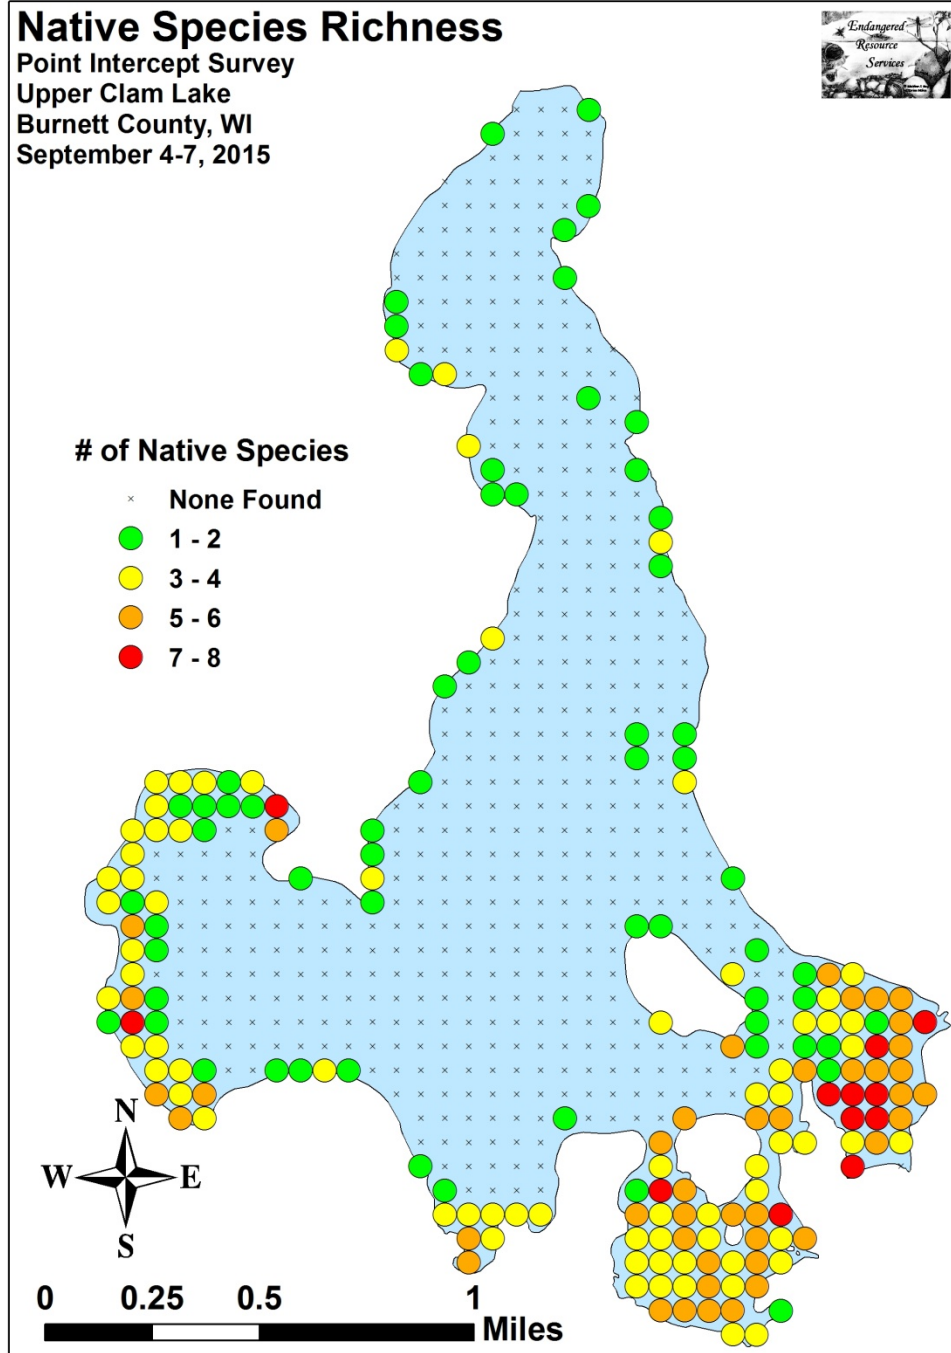 Native Species Richness
Point Intercept Survey
Upper Clam Lake
Burnett County, WI
September 4-7, 2015
Endangered
Resource
Services
# of Native Species
× None Found
1 - 2
3 - 4
5 - 6
7 - 8
N
W E
S
0 0.25 0.5 1
Miles